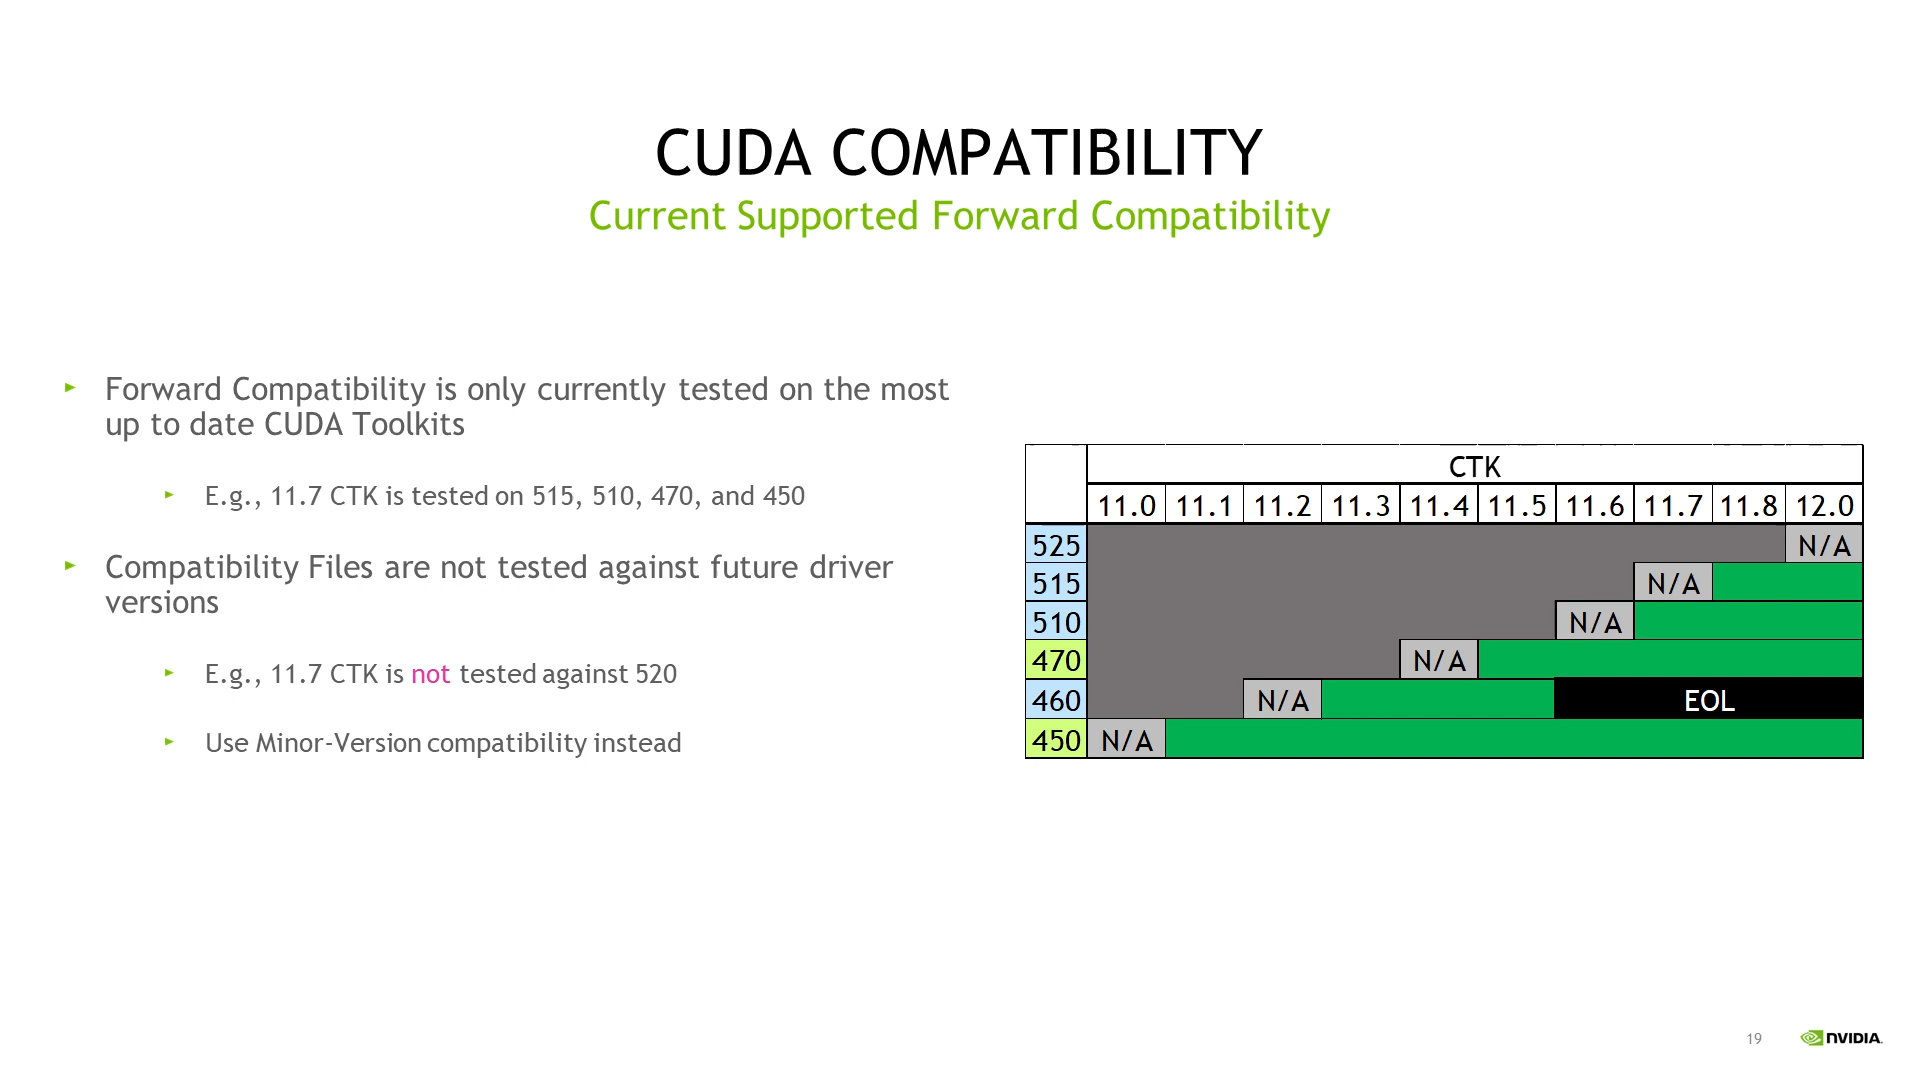 CUDA COMPATIBILITY
Current Supported Forward Compatibility
Forward Compatibility is only currently tested on the most
up to date CUDA Toolkits
E.g., 11.7 CTK is tested on 515, 510, 470, and 450
Compatibility Files are not tested against future driver
versions
E.g., 11.7 CTK is not tested against 520
Use Minor-Version compatibility instead
CTK
11.0 11.1 11.2 11.3 11.4 11.5 11.6 11.7 11.8 12.0
525 N/A
515 N/A
510 N/A
470 N/A
460 N/A EOL
450 N/A
19 NVIDIA.